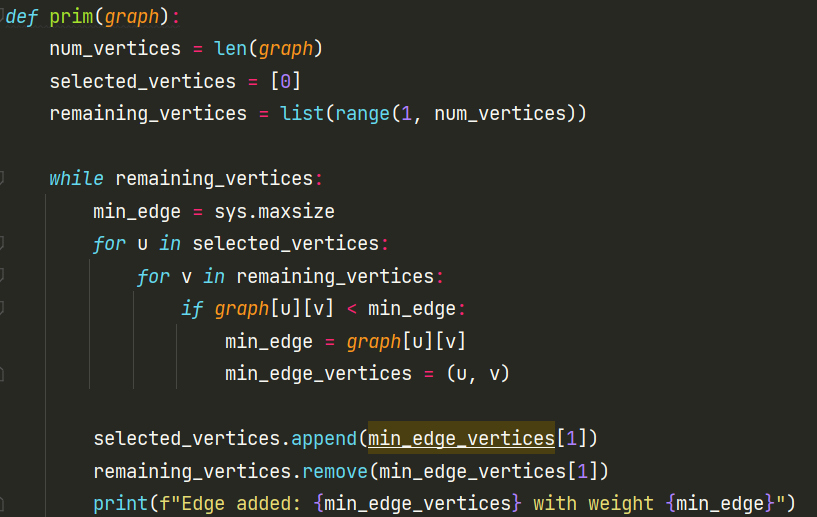 def prim(graph):
    num_vertices = len(graph)
    selected_vertices = [0]
    remaining_vertices = list(range(1, num_vertices))

    while remaining_vertices:
        min_edge = sys.maxsize
        for u in selected_vertices:
            for v in remaining_vertices:
                if graph[u][v] < min_edge:
                    min_edge = graph[u][v]
                    min_edge_vertices = (u, v)

        selected_vertices.append(min_edge_vertices[1])
        remaining_vertices.remove(min_edge_vertices[1])
        print(f"Edge added: {min_edge_vertices} with weight {min_edge}")